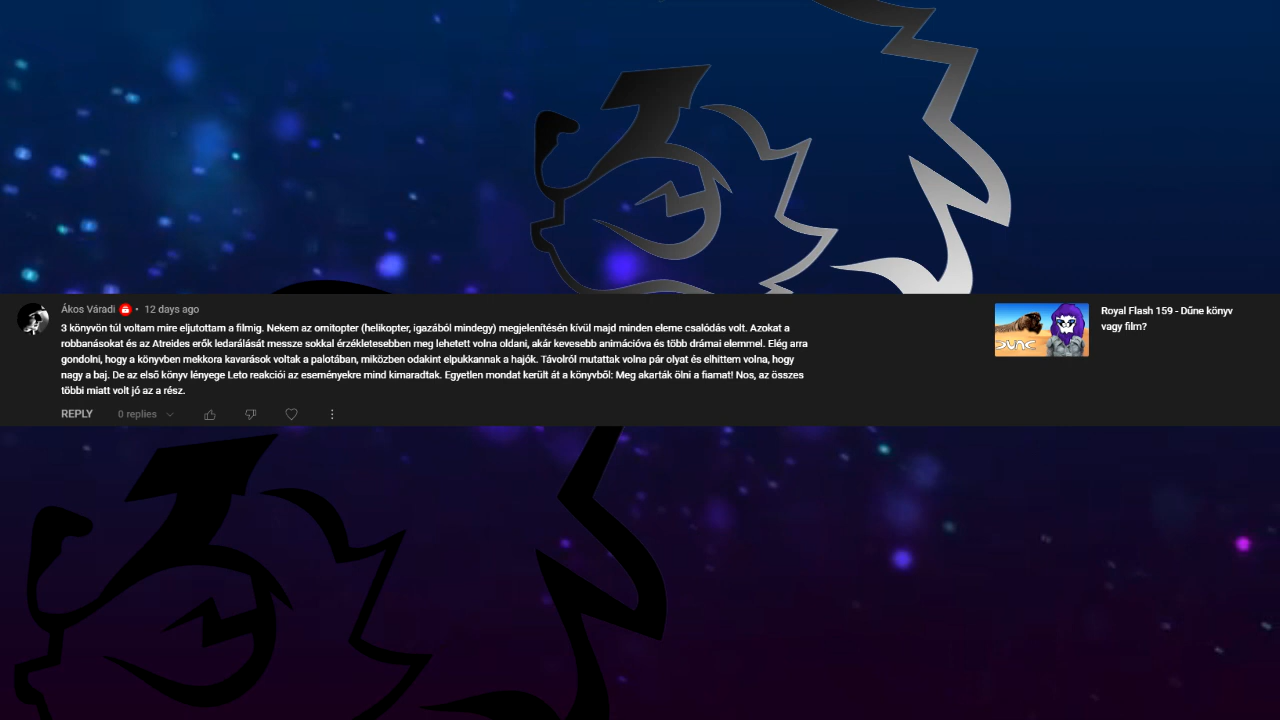 Ákos Váradi • 12 days ago
3 könyvön túl voltam mire eljutottam a filmig. Nekem az omitopter (helikopter, igazából mindegy) megjelenítésén kívül majd minden eleme csalódás volt. Azokat a
robbanásokat és az Atreides erők ledarálását messze sokkal érzékletesebben meg lehetett volna oldani, akár kevesebb animációva és több drámai elemmel. Elég arra
gondolni, hogy a könyvben mekkora kavarások voltak a palotában, miközben odakint elpukkannak a hajók. Távolról mutattak volna pár olyat és elhittem volna, hogy
nagy a baj. De az első könyv lényege Leto reakciói az eseményekre mind kimaradtak. Egyetlen mondat került át a könyvből: Meg akarták ölni a fiamat! Nos, az összes
többi miatt volt jó az a rész.
REPLY 0 replies
DUNC
Royal Flash 159 - Dűne könyv
vagy film?